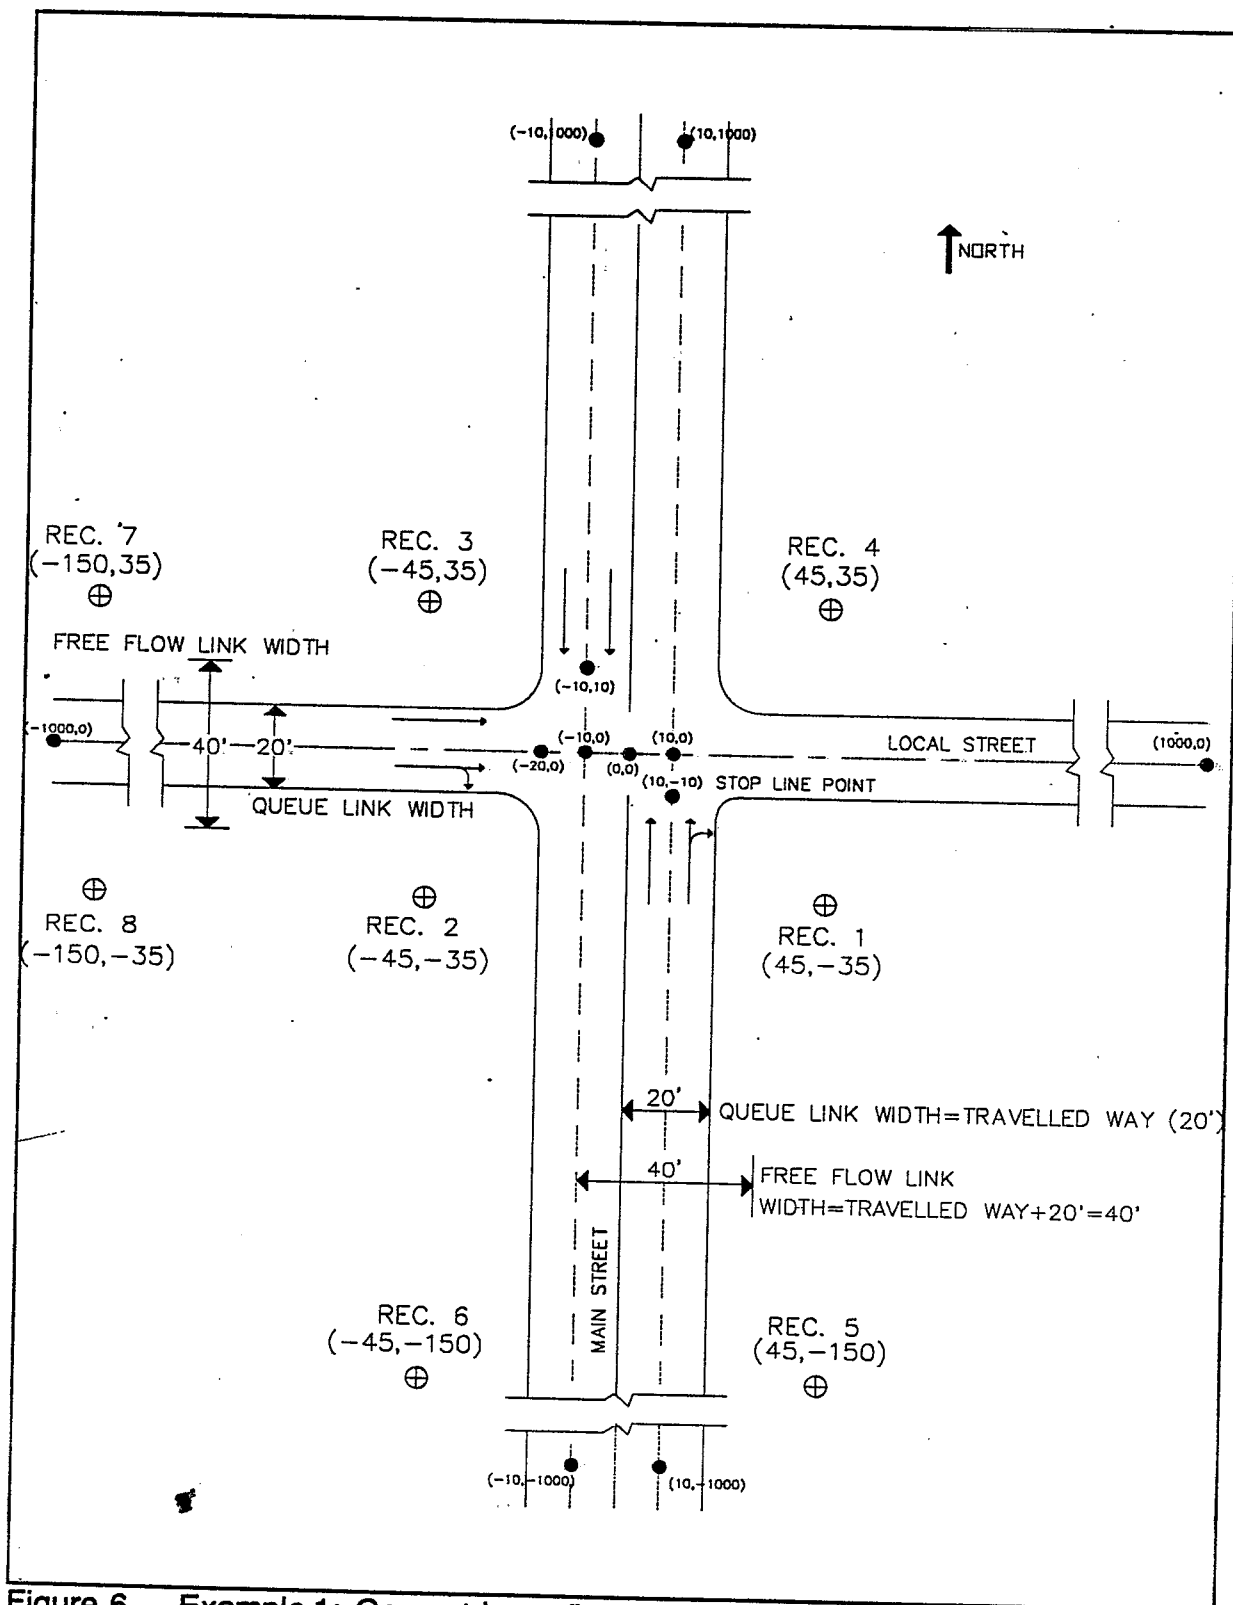 (-10,1000)
(10,1000)
NORTH
REC. 7
(-150,35)
REC. 3
(-45,35)
REC. 4
(45,35)
FREE FLOW LINK WIDTH
(-10,10)
(-1000,0)
40'
20'
(-20,0)
(-10,0)
(0,0)
(10,0)
LOCAL STREET
(1000,0)
(10,-10)
STOP LINE POINT
QUEUE LINK WIDTH
REC. 8
(-150,-35)
REC. 2
(-45,-35)
REC. 1
(45,-35)
20'
QUEUE LINK WIDTH=TRAVELLED WAY (20')
40'
FREE FLOW LINK
WIDTH=TRAVELLED WAY+20'=40'
MAIN STREET
REC. 6
(-45,-150)
REC. 5
(45,-150)
(-10,-1000)
(10,-1000)
Figure 6. Example 1: